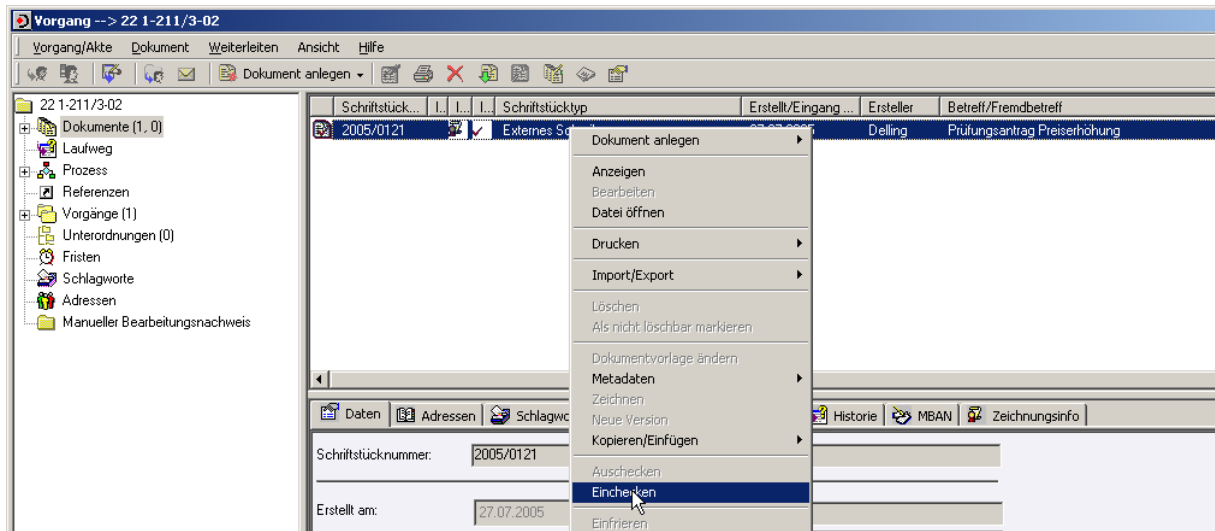 Vorgang --> 22 1-211/3-02
Vorgang/Akte Dokument Weiterleiten Ansicht Hilfe
Dokument anlegen
22 1-211/3-02
Dokumente (1, 0)
Laufweg
Prozess
Referenzen
Vorgänge (1)
Unterordnungen (0)
Fristen
Schlagworte
Adressen
Manueller Bearbeitungsnachweis
Schriftstück... I.. I... I... Schriftstücktyp Erstellt/Eingang ... Ersteller Betreff/Fremdbetreff
2005/0121 Externes 27.07.2005 Delling Prüfungsantrag Preiserhöhung
Dokument anlegen
Anzeigen
Bearbeiten
Datei öffnen
Drucken
Import/Export
Löschen
Als nicht löschbar markieren
Dokumentvorlage ändern
Metadaten
Zeichnen
Neue Version
Kopieren/Einfügen
Auschecken
Einchecken
Einfrieren
Daten Adressen Schlagwo Historie MBAN Zeichnungsinfo
Schriftstücknummer: 2005/0121
Erstellt am: 27.07.2005